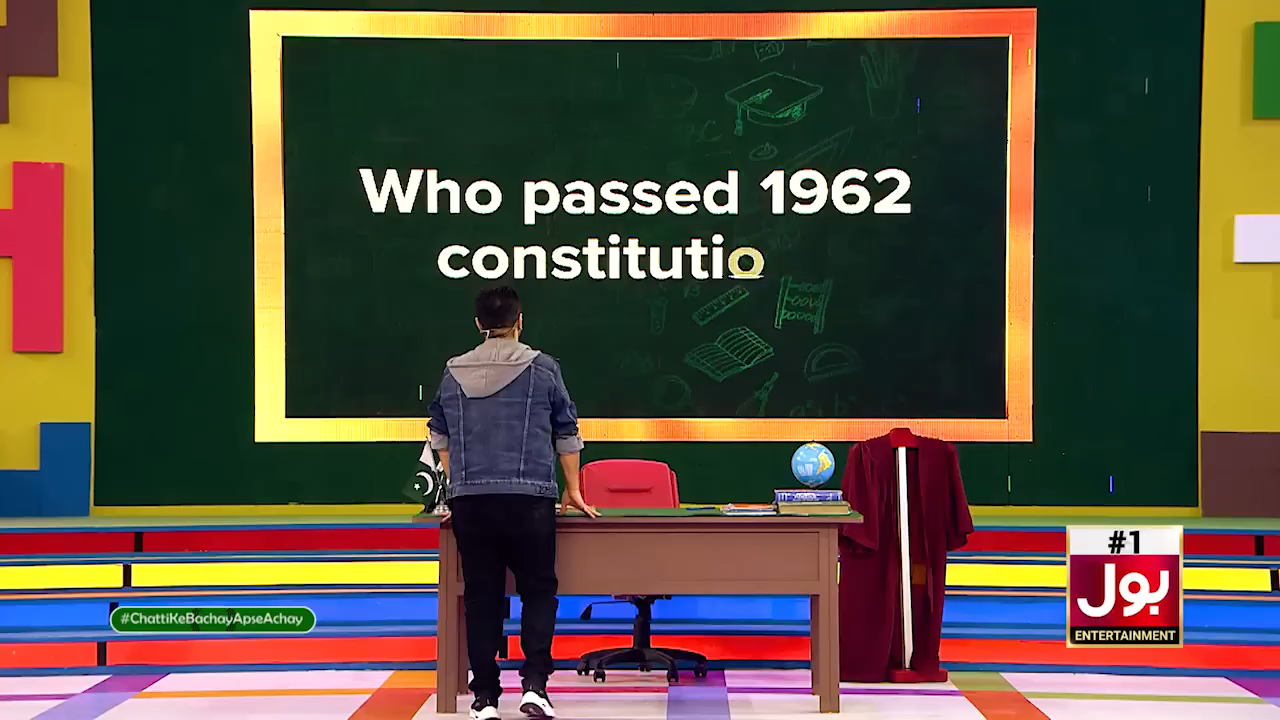 Who passed 1962
constitutio
#1
بول
ENTERTAINMENT
#ChattiKeBachayApseAchay